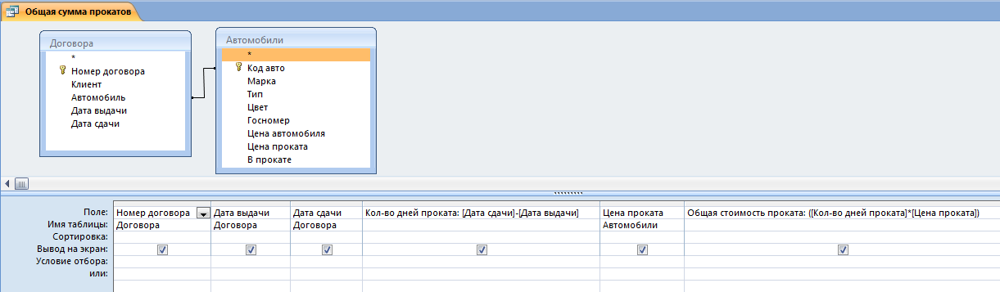 Общая сумма прокатов
Договора
*
Номер договора
Клиент
Автомобиль
Дата выдачи
Дата сдачи
Автомобили
*
Код авто
Марка
Тип
Цвет
Госномер
Цена автомобиля
Цена проката
В прокате
Поле: Номер договора Дата выдачи Дата сдачи Кол-во дней проката: [Дата сдачи]-[Дата выдачи] Цена проката Общая стоимость проката: ([Кол-во дней проката]*[Цена проката])
Имя таблицы: Договора Договора Договора Автомобили
Сортировка:
Вывод на экран:
Условие отбора:
или: